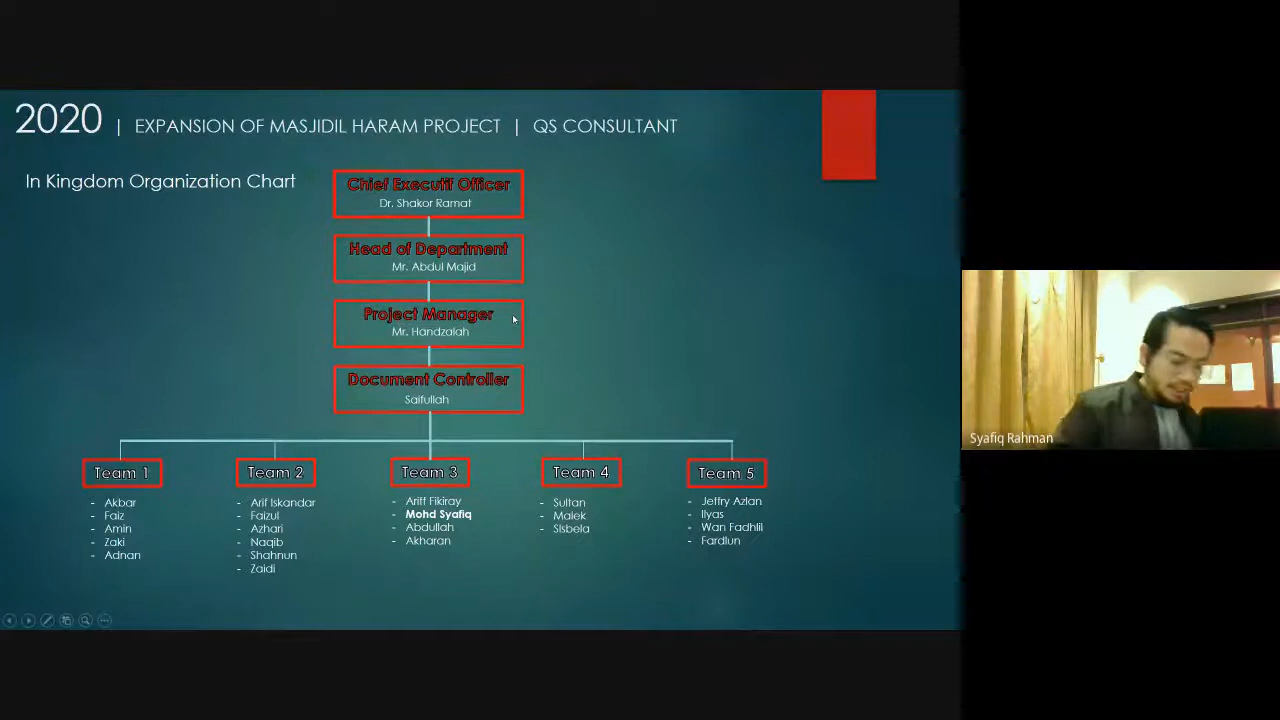 2020 | EXPANSION OF MASJIDIL HARAM PROJECT | QS CONSULTANT
In Kingdom Organization Chart
Chief Executif Officer
Dr. Shakor Ramat
Head of Department
Mr. Abdul Majid
Project Manager
Mr. Handzalah
Document Controller
Saifullah
Team 1
- Akbar
- Faiz
- Amin
- Zaki
- Adnan
Team 2
- Arif Iskandar
- Faizul
- Azhari
- Naqib
- Shahnun
- Zaidi
Team 3
- Ariff Fikiray
- Mohd Syafiq
- Abdullah
- Akharan
Team 4
- Sultan
- Malek
- Sisbela
Team 5
- Jeffry Azlan
- Ilyas
- Wan Fadhlil
- Fardiun
Syafiq Rahman